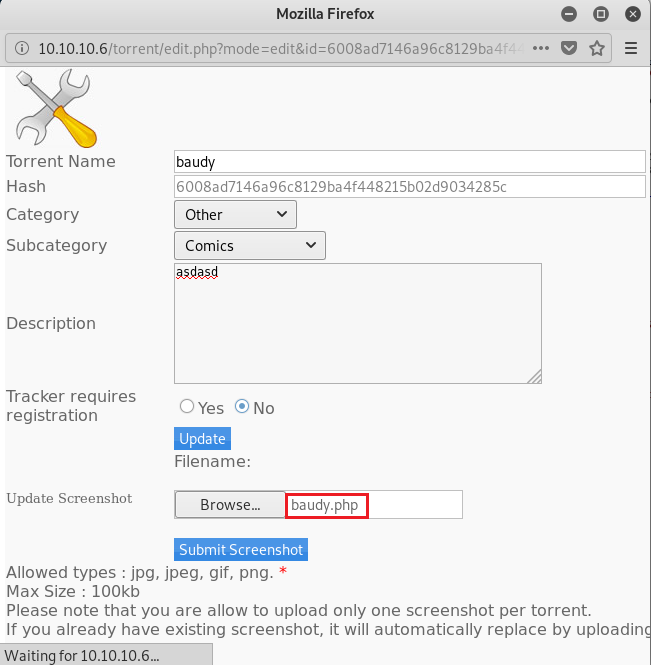 Mozilla Firefox
10.10.10.6/torrent/edit.php?mode=edit&id=6008ad7146a96c8129ba4f44
Torrent Name baudy
Hash 6008ad7146a96c8129ba4f448215b02d9034285c
Category Other
Subcategory Comics
asdasd
Description
Tracker requires
registration
Yes No
Update
Filename:
Update Screenshot Browse... baudy.php
Submit Screenshot
Allowed types : jpg, jpeg, gif, png. *
Max Size : 100kb
Please note that you are allow to upload only one screenshot per torrent.
If you already have existing screenshot, it will automatically replace by uploading
Waiting for 10.10.10.6...